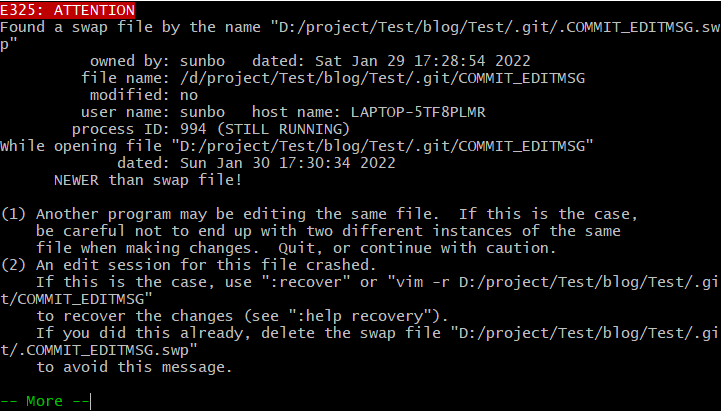 E325: ATTENTION
Found a swap file by the name "D:/project/Test/blog/Test/.git/.COMMIT_EDITMSG.sw
p"
          owned by: sunbo   dated: Sat Jan 29 17:28:54 2022
         file name: /d/project/Test/blog/Test/.git/COMMIT_EDITMSG
          modified: no
         user name: sunbo   host name: LAPTOP-5TF8PLMR
        process ID: 994 (STILL RUNNING)
While opening file "D:/project/Test/blog/Test/.git/COMMIT_EDITMSG"
             dated: Sun Jan 30 17:30:34 2022
      NEWER than swap file!

(1) Another program may be editing the same file.  If this is the case,
    be careful not to end up with two different instances of the same
    file when making changes.  Quit, or continue with caution.
(2) An edit session for this file crashed.
    If this is the case, use ":recover" or "vim -r D:/project/Test/blog/Test/.gi
t/COMMIT_EDITMSG"
    to recover the changes (see ":help recovery").
    If you did this already, delete the swap file "D:/project/Test/blog/Test/.gi
t/.COMMIT_EDITMSG.swp"
    to avoid this message.

-- More --